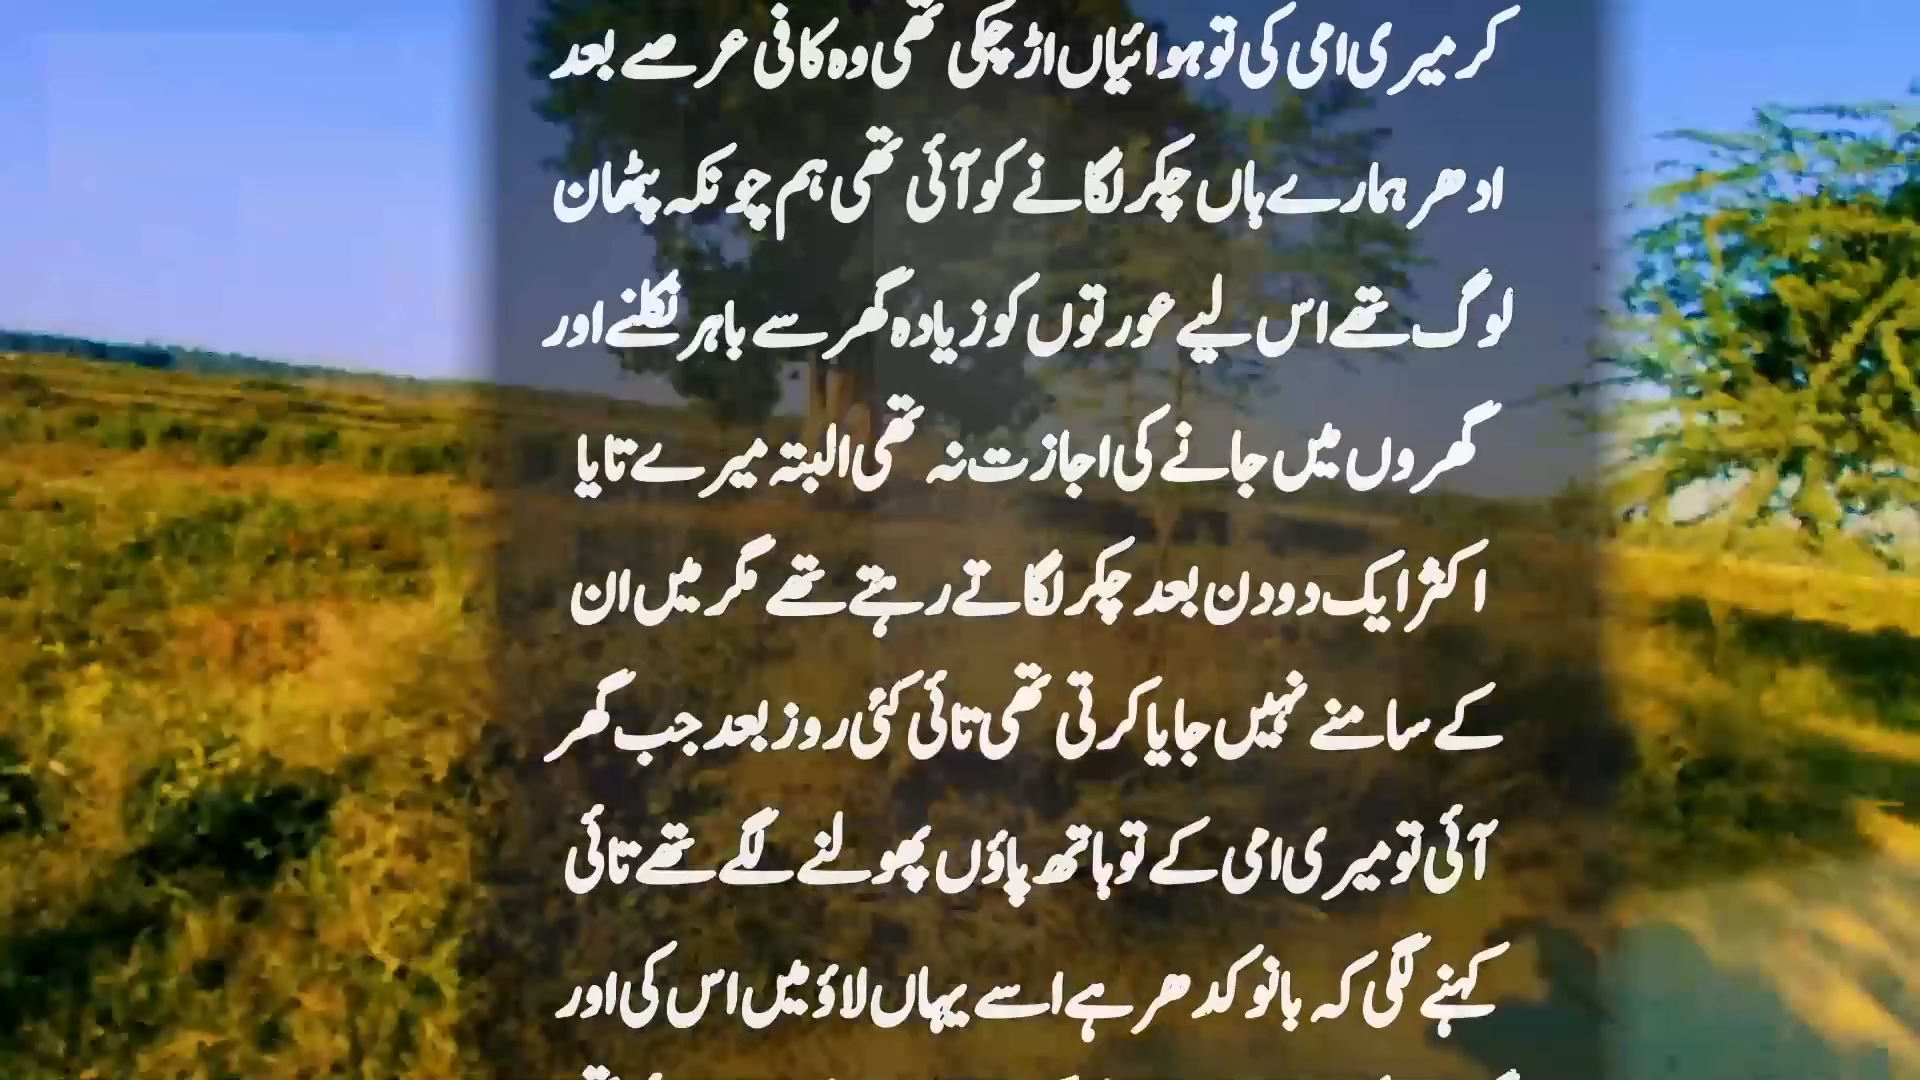 کر میری امی کی تو ہوائیاں اڑ چکی تھی وہ کافی عرصے بعد
ادھر ہمارے ہاں چکر لگانے کو آئی تھی ہم چونکہ پٹھان
لوگ تھے اس لیے عورتوں کو زیادہ گھر سے باہر نکلنے اور
گھروں میں جانے کی اجازت نہ تھی البتہ میرے تایا
اکثر ایک دو دن بعد چکر لگاتے رہتے تھے مگر میں ان
کے سامنے نہیں جایا کرتی تھی تائی کئی روز بعد جب گھر
آئی تو میری امی کے تو ہاتھ پاؤں پھولنے لگے تھے تائی
کہنے لگی کہ بانو کدھر ہے اسے یہاں لاؤ میں اس کی اور